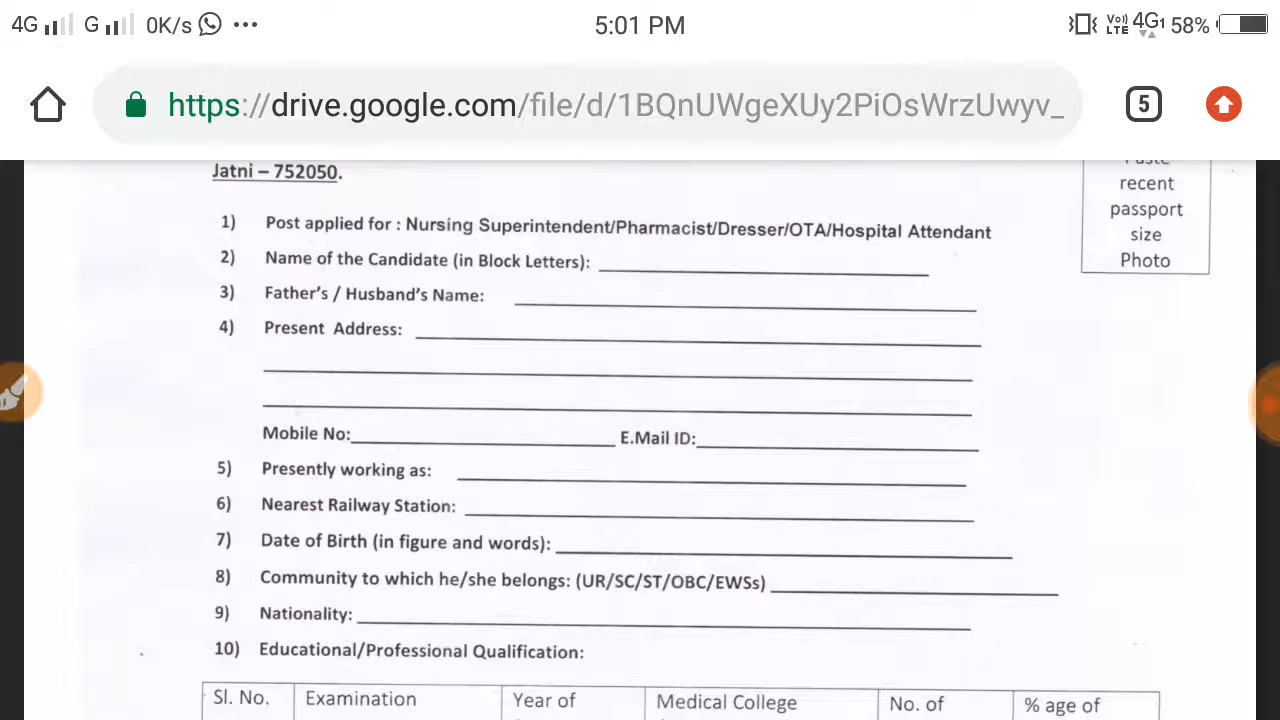 4G G 0K/s 5:01 PM Vo) LTE 4G1 58%
https://drive.google.com/file/d/1BQnUWgeXUy2PiOsWrzUwyv_ 5
Jatni – 752050.
Paste
recent
passport
size
Photo
1) Post applied for : Nursing Superintendent/Pharmacist/Dresser/OTA/Hospital Attendant
2) Name of the Candidate (in Block Letters):
3) Father's / Husband's Name:
4) Present Address:
Mobile No: E.Mail ID:
5) Presently working as:
6) Nearest Railway Station:
7) Date of Birth (in figure and words):
8) Community to which he/she belongs: (UR/SC/ST/OBC/EWSs)
9) Nationality:
10) Educational/Professional Qualification:
Sl. No. Examination Year of Medical College No. of % age of